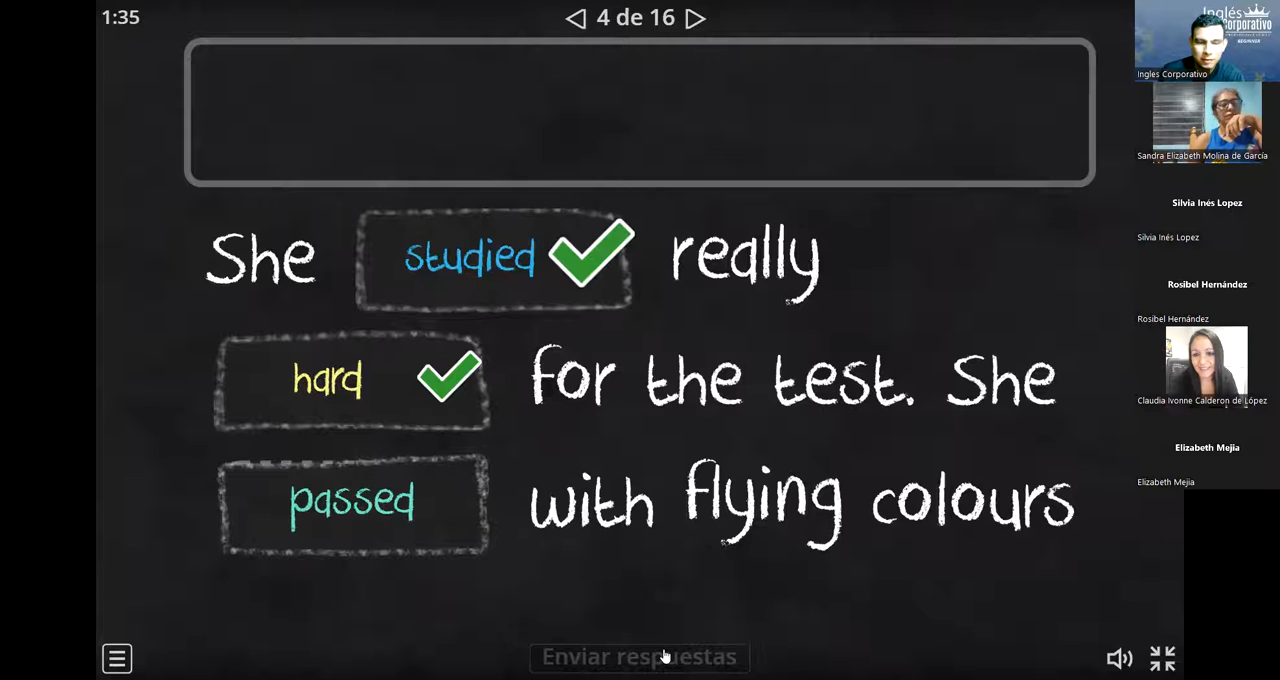 1:35
4 de 16
Inglés
Corporativo
BEGINNER
Ingles Corporativo
Sandra Elizabeth Molina de García
Silvia Inés Lopez
Silvia Inés Lopez
Rosibel Hernández
Rosibel Hernández
Claudia Ivonne Calderon de López
Elizabeth Mejia
Elizabeth Mejia
She studied really
hard for the test. She
passed with flying colours
Enviar respuestas